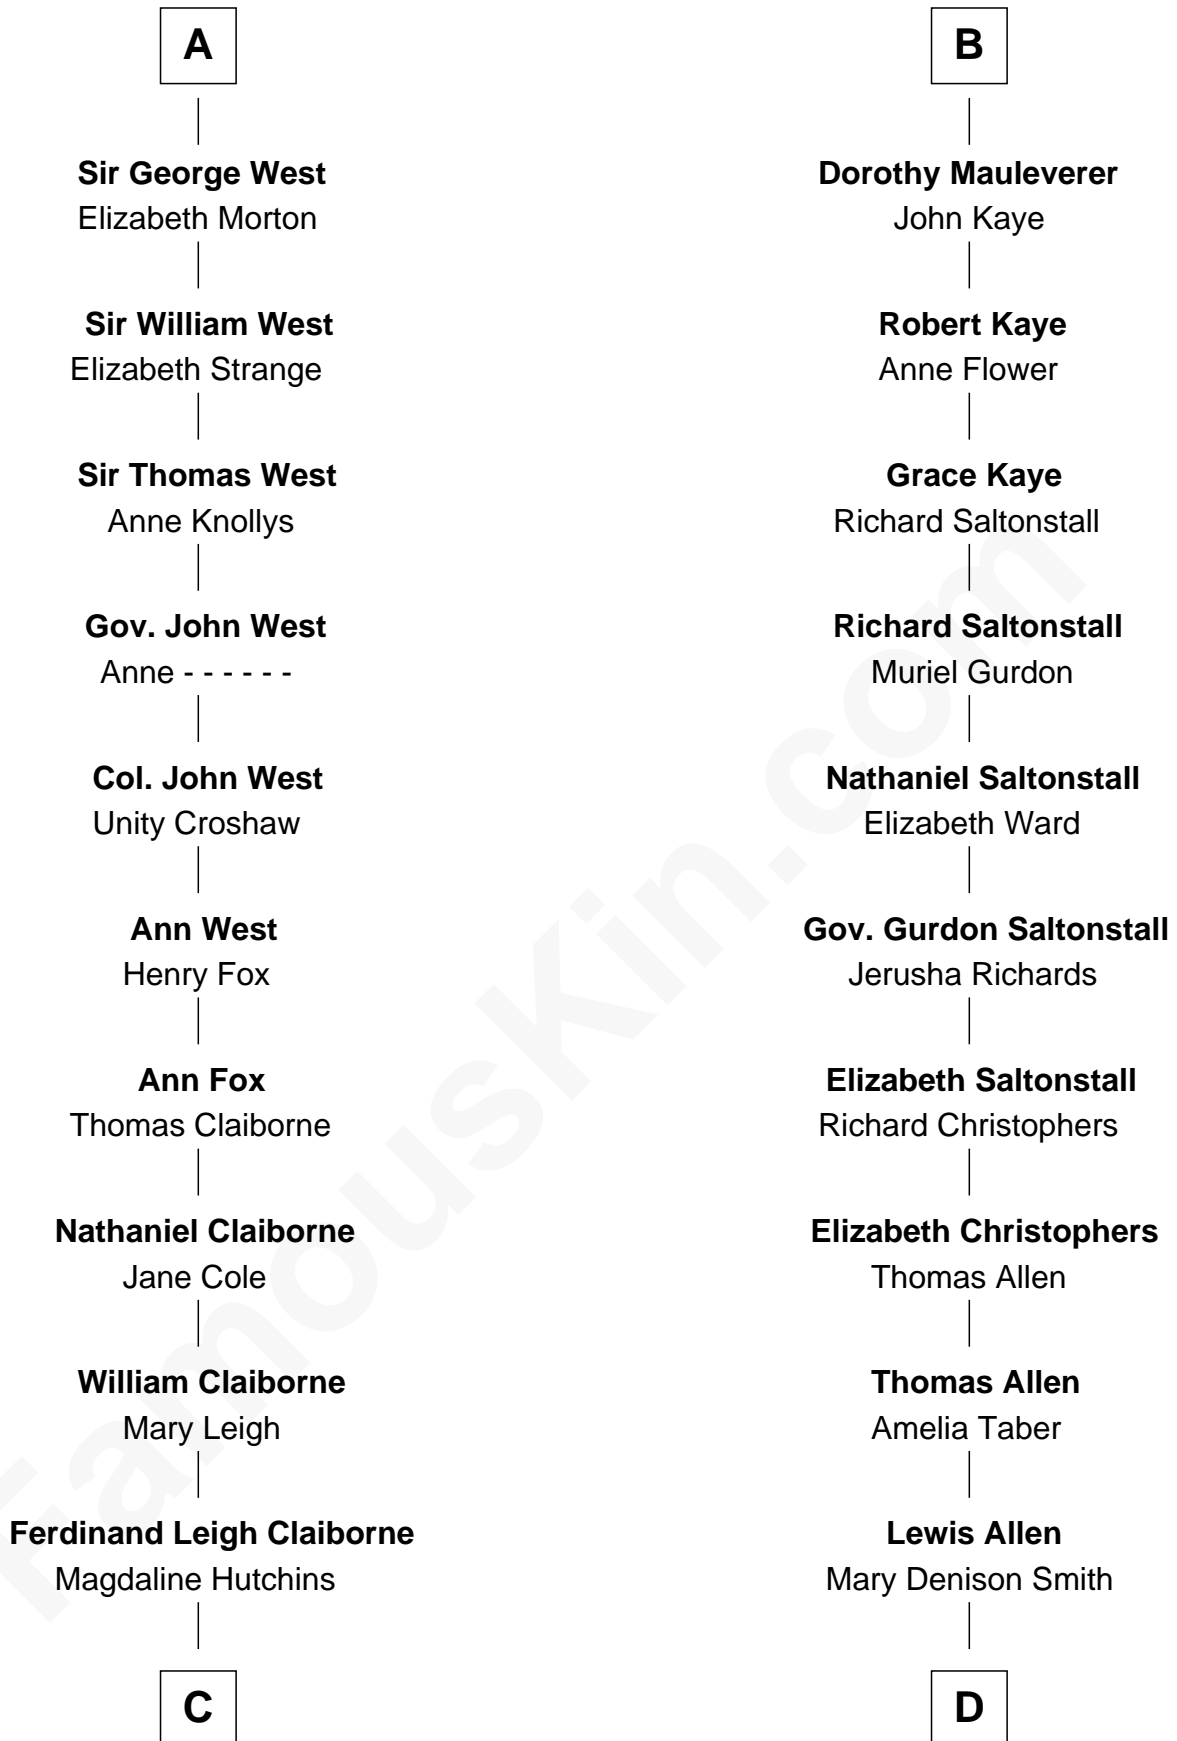 A
Sir George West
Elizabeth Morton
Sir William West
Elizabeth Strange
Sir Thomas West
Anne Knollys
Gov. John West
Anne - - - - - -
Col. John West
Unity Croshaw
Ann West
Henry Fox
Ann Fox
Thomas Claiborne
Nathaniel Claiborne
Jane Cole
William Claiborne
Mary Leigh
Ferdinand Leigh Claiborne
Magdaline Hutchins
C
B
Dorothy Mauleverer
John Kaye
Robert Kaye
Anne Flower
Grace Kaye
Richard Saltonstall
Richard Saltonstall
Muriel Gurdon
Nathaniel Saltonstall
Elizabeth Ward
Gov. Gurdon Saltonstall
Jerusha Richards
Elizabeth Saltonstall
Richard Christophers
Elizabeth Christophers
Thomas Allen
Thomas Allen
Amelia Taber
Lewis Allen
Mary Denison Smith
D
FamousKin.com